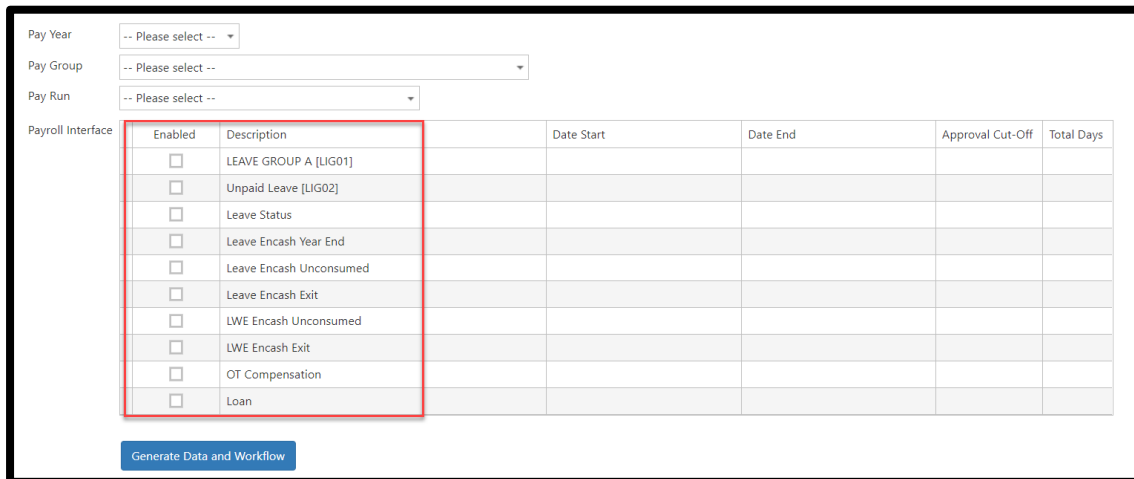 Pay Year -- Please select --
Pay Group -- Please select --
Pay Run -- Please select --
Payroll Interface Enabled Description Date Start Date End Approval Cut-Off Total Days
LEAVE GROUP A [LIG01]
Unpaid Leave [LIG02]
Leave Status
Leave Encash Year End
Leave Encash Unconsumed
Leave Encash Exit
LWE Encash Unconsumed
LWE Encash Exit
OT Compensation
Loan
Generate Data and Workflow